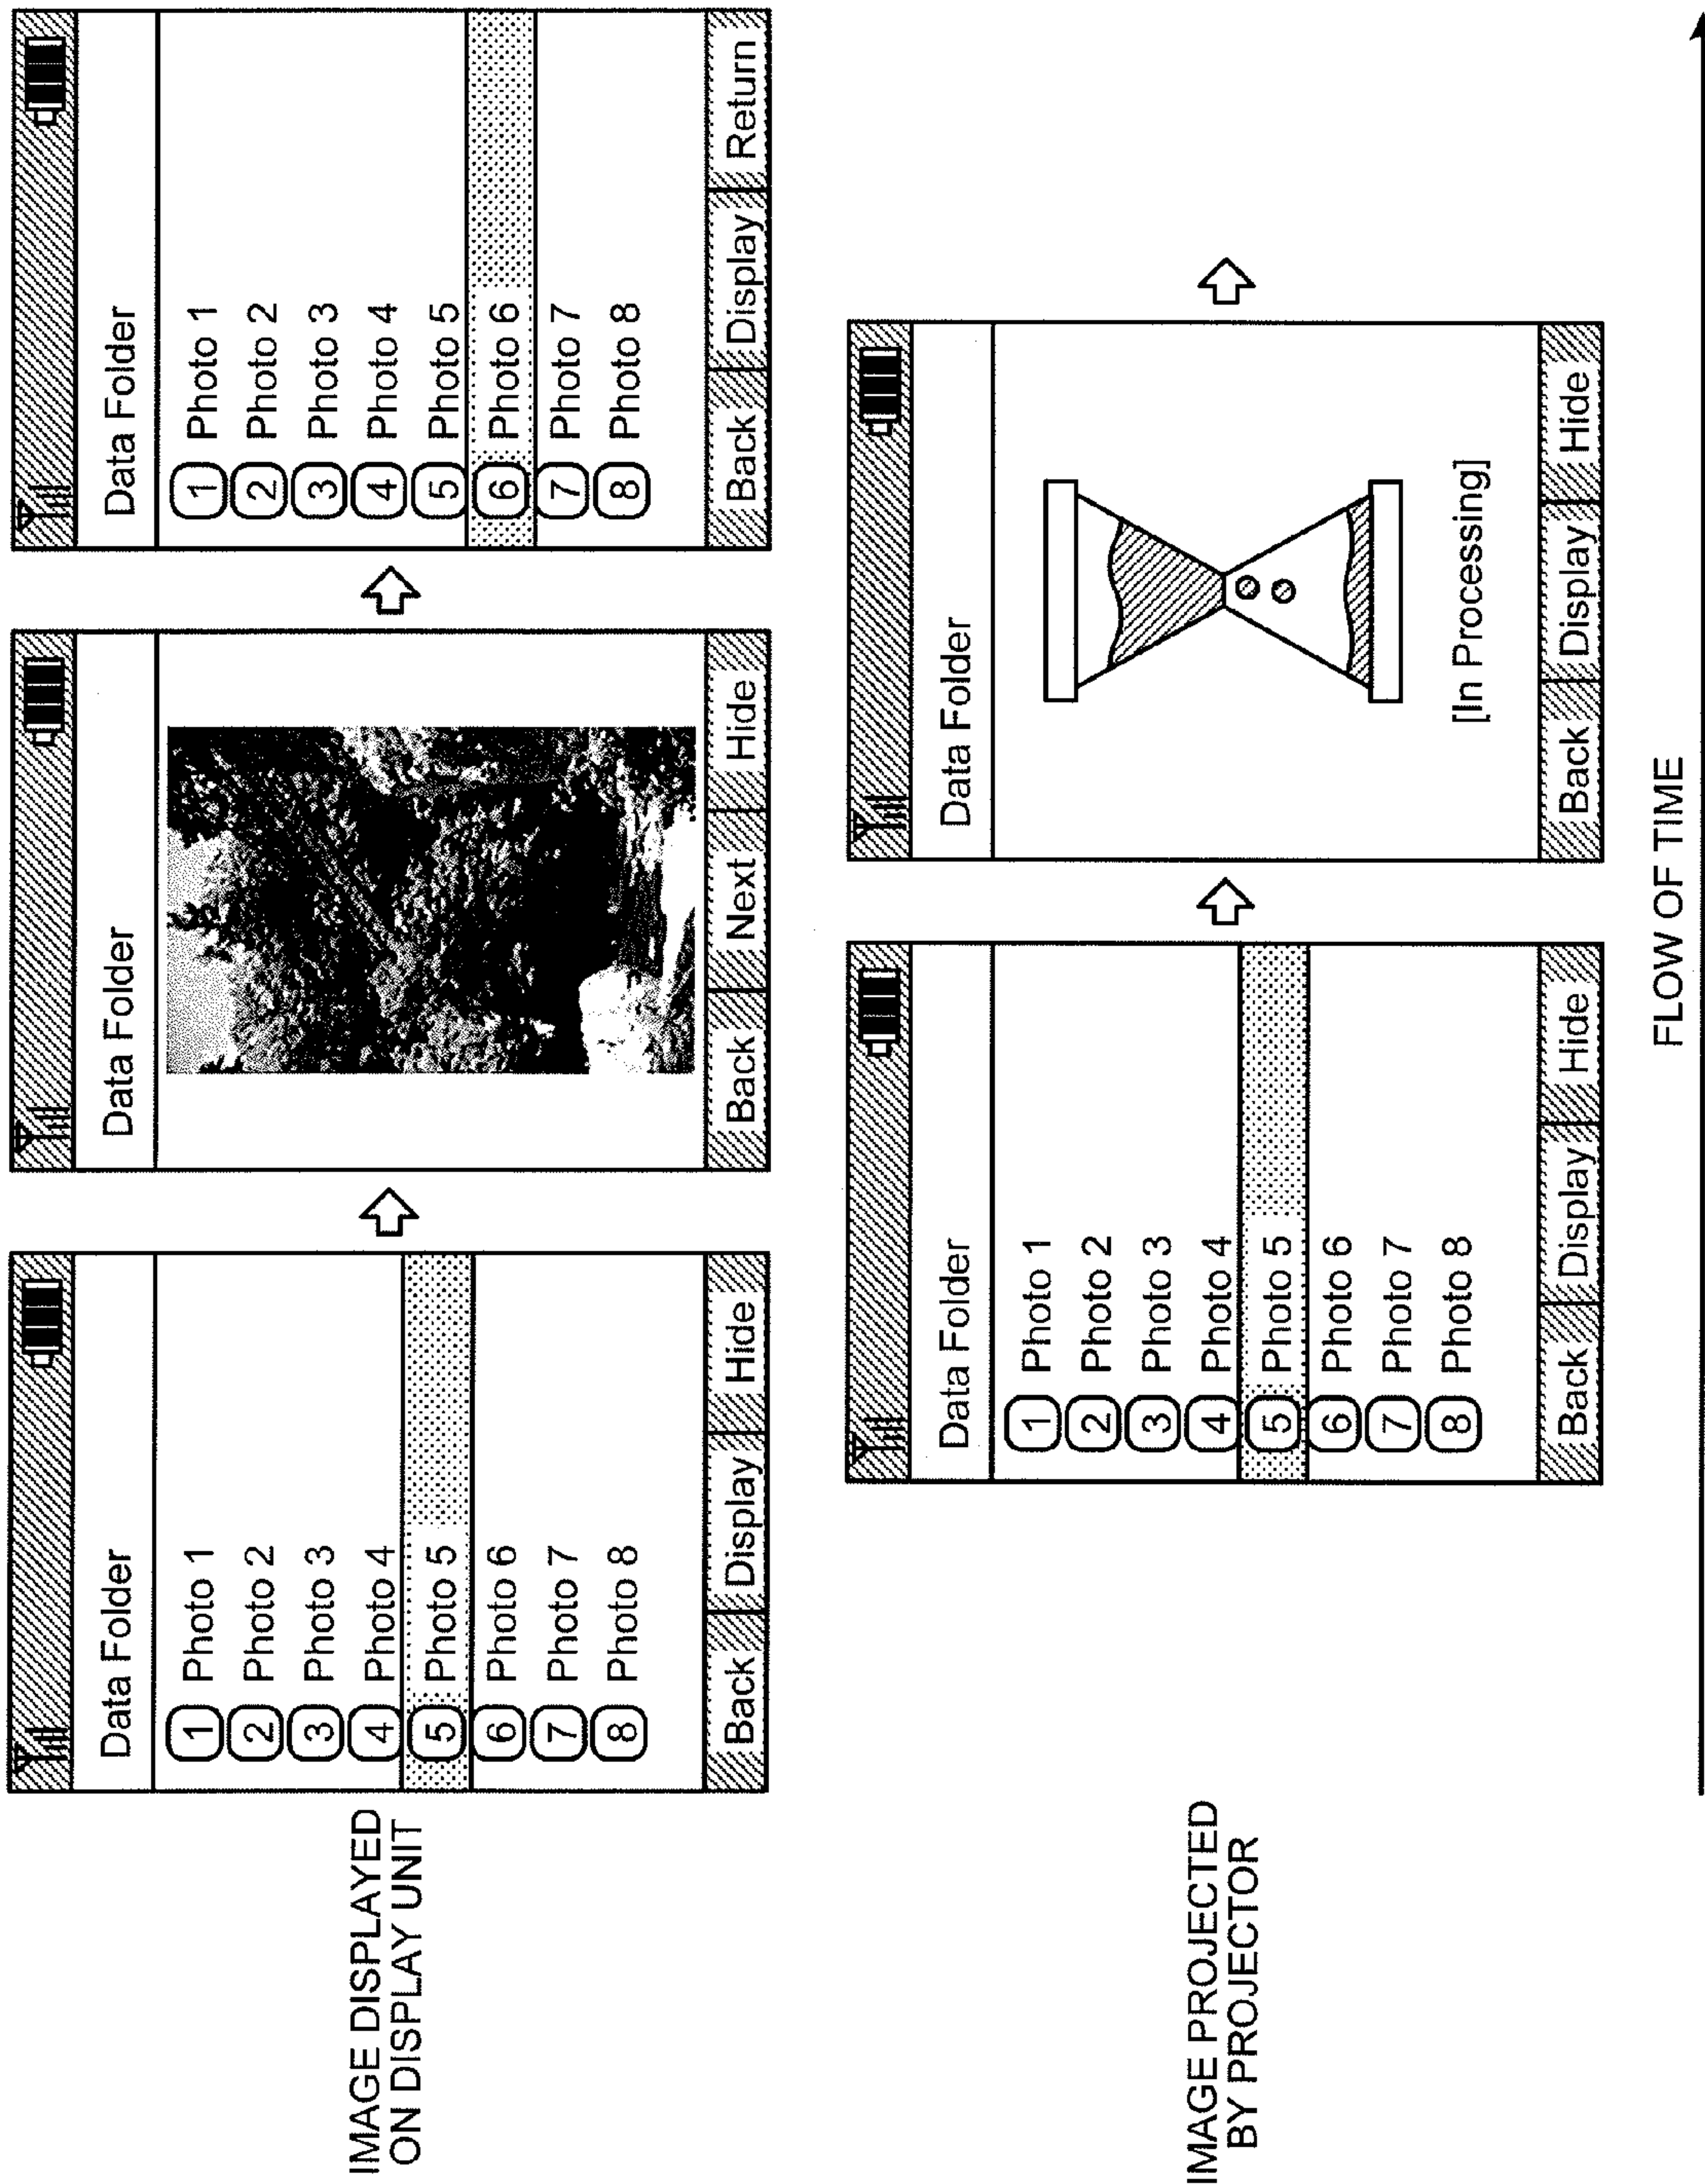 IMAGE DISPLAYED
ON DISPLAY UNIT
Data Folder
1 Photo 1
2 Photo 2
3 Photo 3
4 Photo 4
5 Photo 5
6 Photo 6
7 Photo 7
8 Photo 8
Back Display Hide
Data Folder
Back Next Hide
Data Folder
1 Photo 1
2 Photo 2
3 Photo 3
4 Photo 4
5 Photo 5
6 Photo 6
7 Photo 7
8 Photo 8
Back Display Return
IMAGE PROJECTED
BY PROJECTOR
Data Folder
1 Photo 1
2 Photo 2
3 Photo 3
4 Photo 4
5 Photo 5
6 Photo 6
7 Photo 7
8 Photo 8
Back Display Hide
Data Folder
[In Processing]
Back Display Hide
FLOW OF TIME